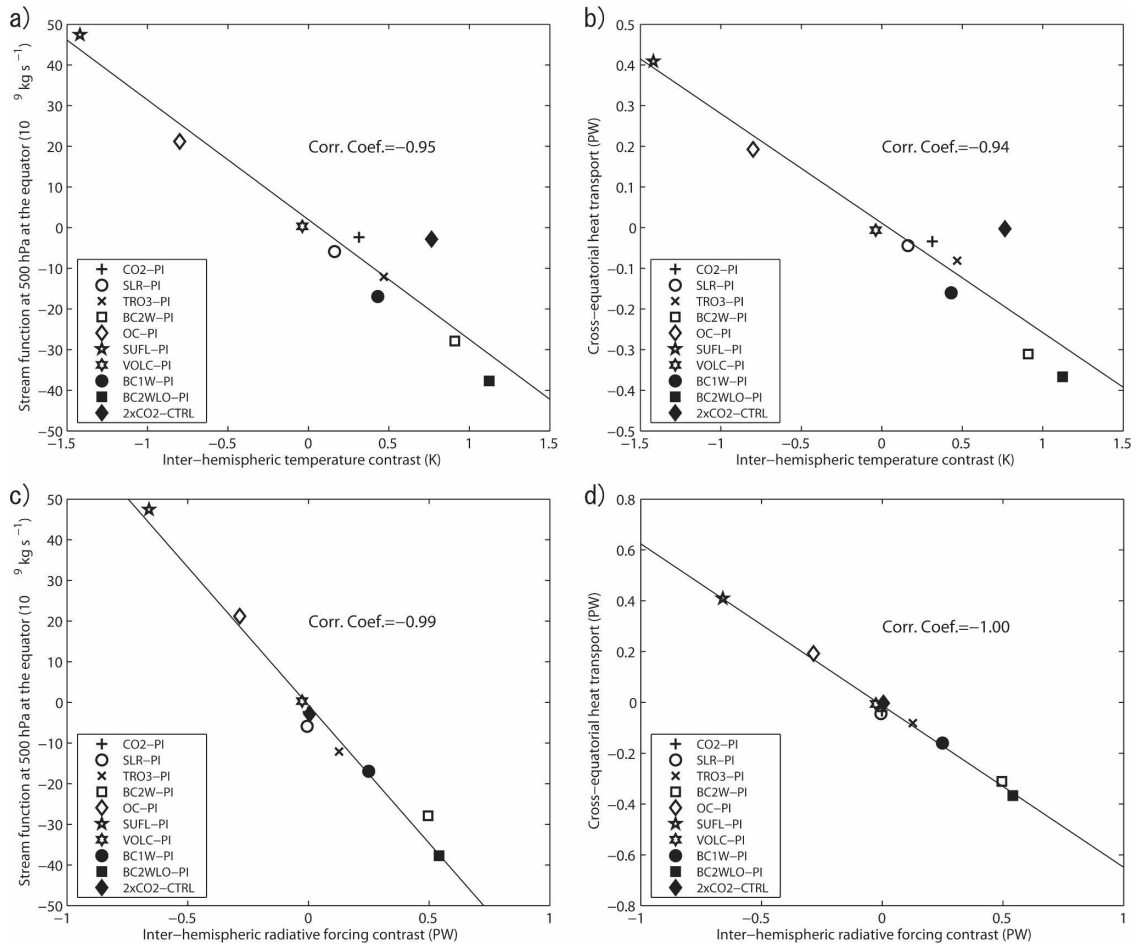 a)
50
40
30
20
10
0
−10
−20
−30
−40
−50
Stream function at 500 hPa at the equator (10 9 kg s −1)
Corr. Coef.=−0.95
CO2−PI
SLR−PI
TRO3−PI
BC2W−PI
OC−PI
SUFL−PI
VOLC−PI
BC1W−PI
BC2WLO−PI
2xCO2−CTRL
−1.5 −1 −0.5 0 0.5 1 1.5
Inter−hemispheric temperature contrast (K)
b)
0.5
0.4
0.3
0.2
0.1
0
−0.1
−0.2
−0.3
−0.4
−0.5
Cross−equatorial heat transport (PW)
Corr. Coef.=−0.94
CO2−PI
SLR−PI
TRO3−PI
BC2W−PI
OC−PI
SUFL−PI
VOLC−PI
BC1W−PI
BC2WLO−PI
2xCO2−CTRL
−1.5 −1 −0.5 0 0.5 1 1.5
Inter−hemispheric temperature contrast (K)
c)
50
40
30
20
10
0
−10
−20
−30
−40
−50
Stream function at 500 hPa at the equator (10 9 kg s −1)
Corr. Coef.=−0.99
CO2−PI
SLR−PI
TRO3−PI
BC2W−PI
OC−PI
SUFL−PI
VOLC−PI
BC1W−PI
BC2WLO−PI
2xCO2−CTRL
−1 −0.5 0 0.5 1
Inter−hemispheric radiative forcing contrast (PW)
d)
0.8
0.6
0.4
0.2
0
−0.2
−0.4
−0.6
−0.8
Cross−equatorial heat transport (PW)
Corr. Coef.=−1.00
CO2−PI
SLR−PI
TRO3−PI
BC2W−PI
OC−PI
SUFL−PI
VOLC−PI
BC1W−PI
BC2WLO−PI
2xCO2−CTRL
−1 −0.5 0 0.5 1
Inter−hemispheric radiative forcing contrast (PW)